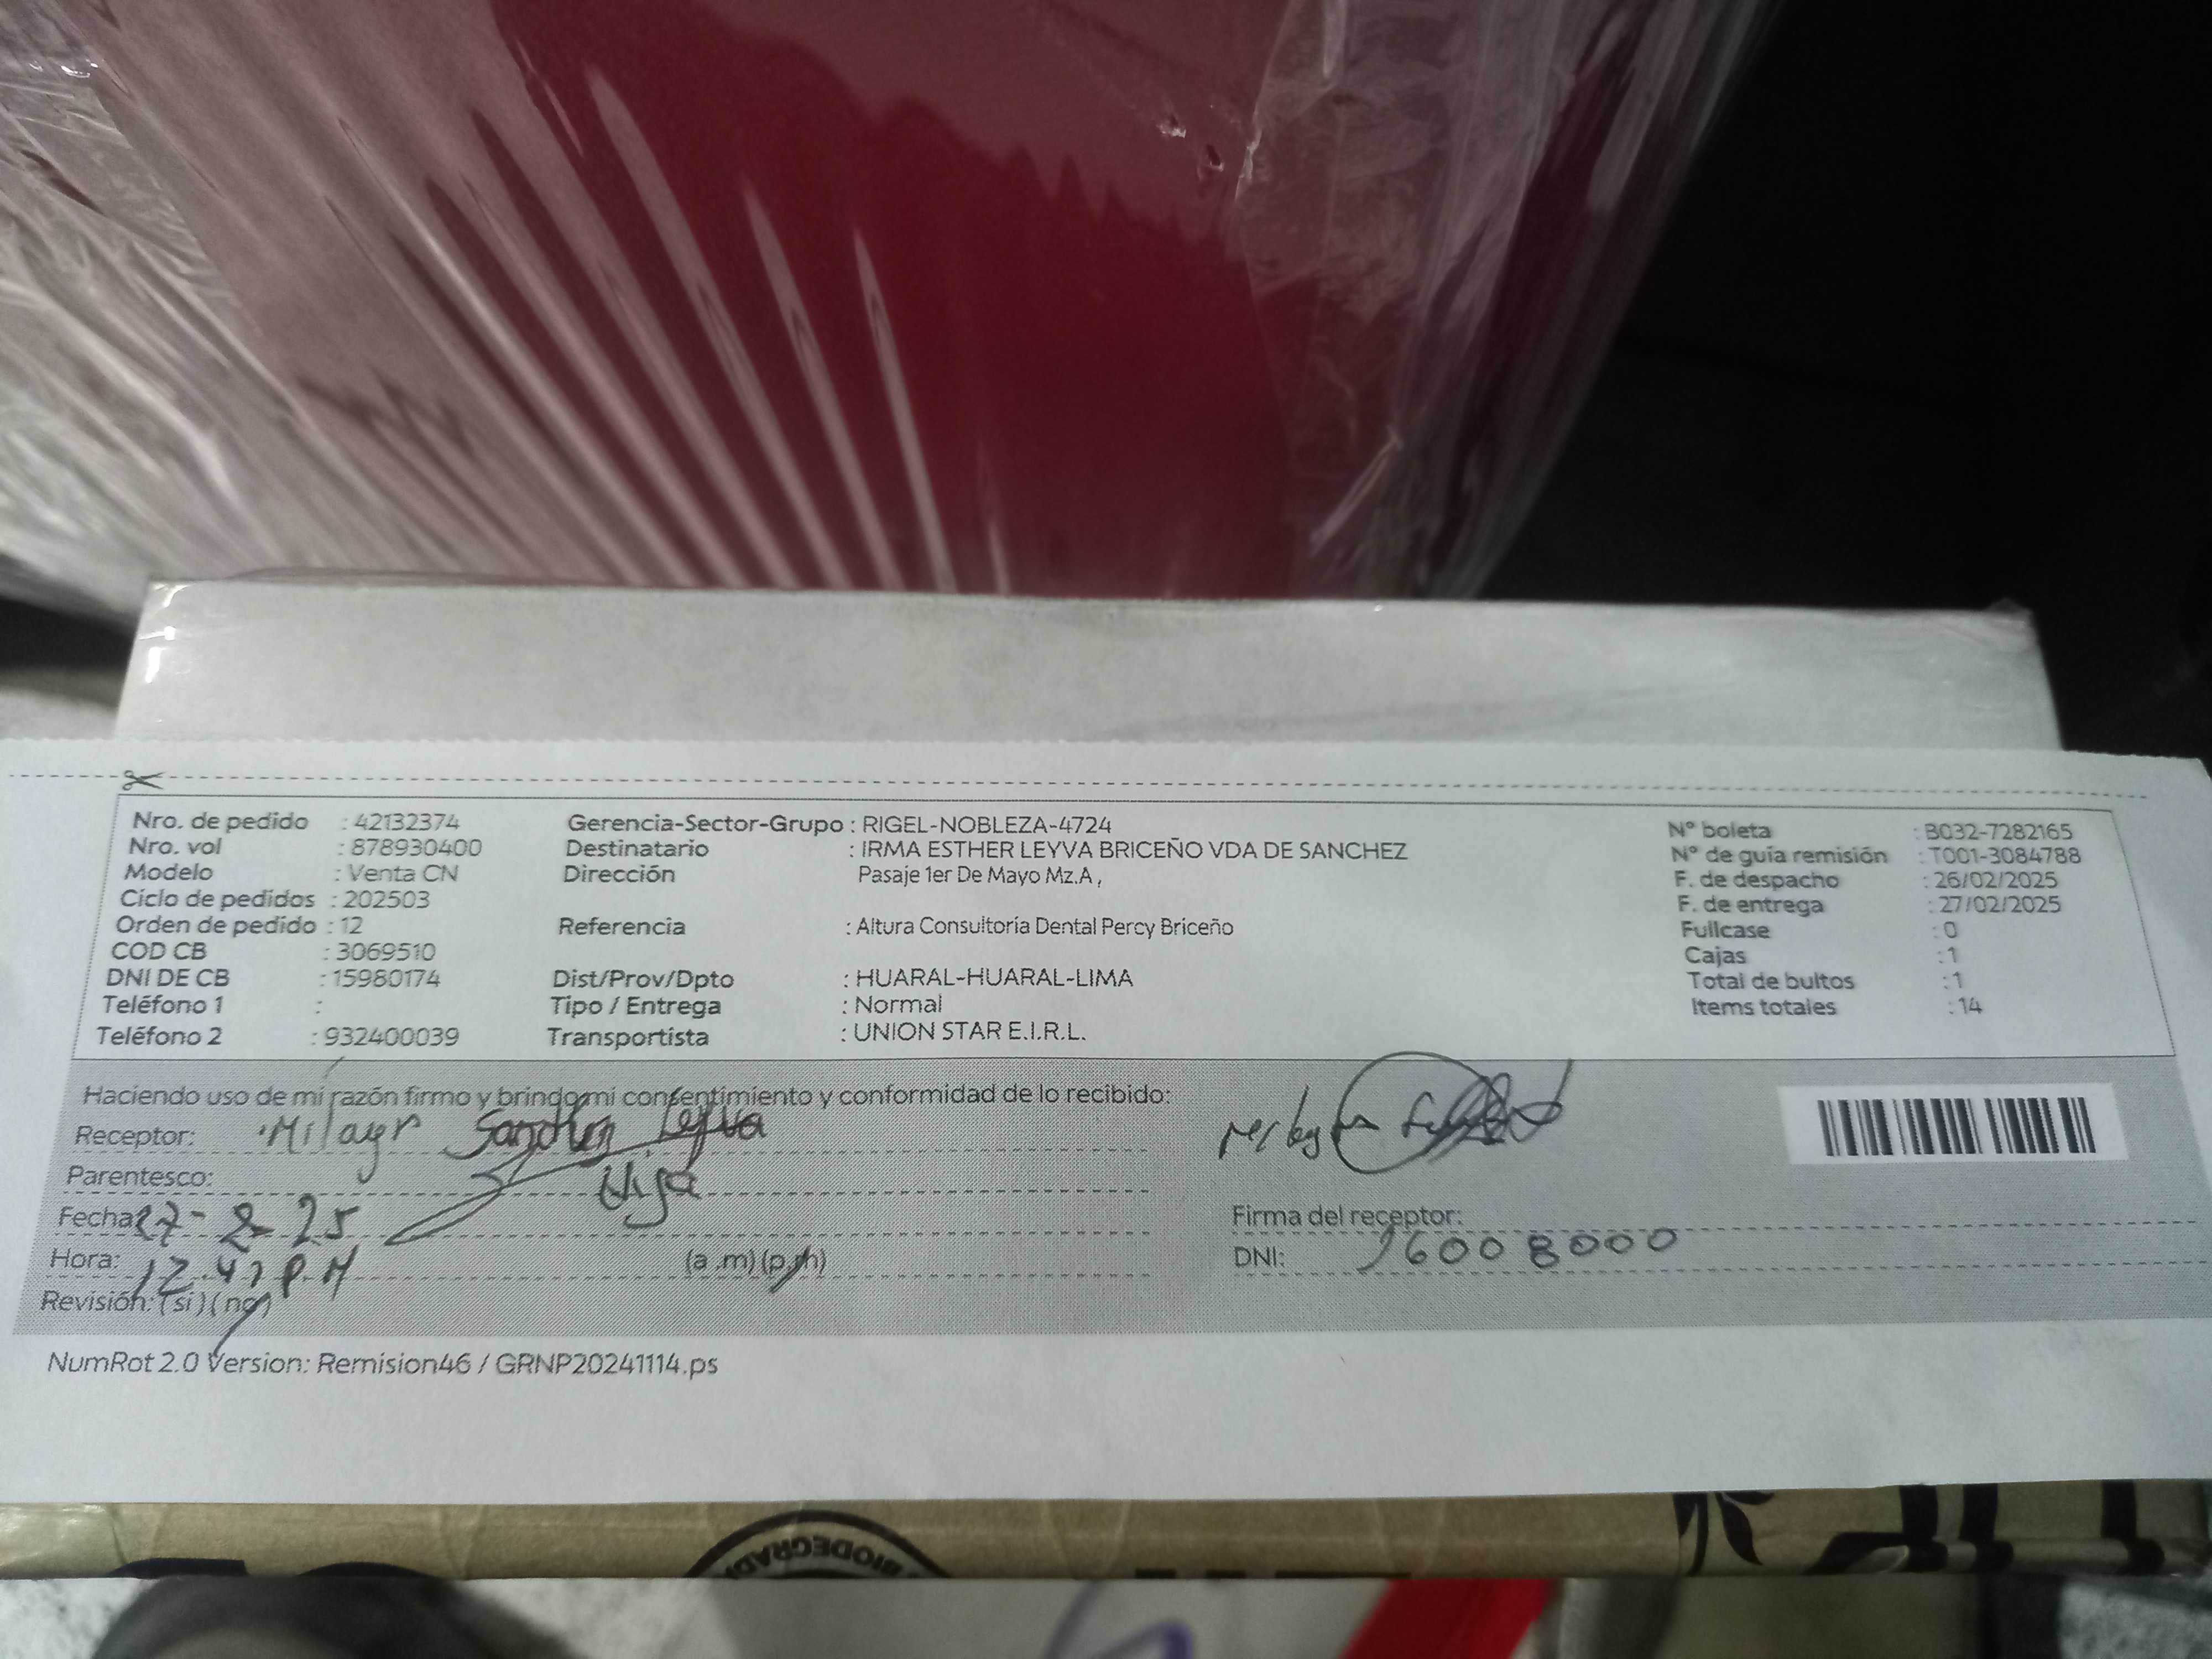 Nro. de pedido : 42132374
Nro. vol : 878930400
Modelo : Venta CN
Ciclo de pedidos : 202503
Orden de pedido : 12
COD CB : 3069510
DNI DE CB : 15980174
Teléfono 1 :
Teléfono 2 : 932400039
Gerencia-Sector-Grupo : RIGEL-NOBLEZA-4724
Destinatario : IRMA ESTHER LEYVA BRICEÑO VDA DE SANCHEZ
Dirección Pasaje 1er De Mayo Mz.A ,
Referencia : Altura Consultoría Dental Percy Briceño
Dist/Prov/Dpto : HUARAL-HUARAL-LIMA
Tipo / Entrega : Normal
Transportista : UNION STAR E.I.R.L.
N° boleta : B032-7282165
N° de guía remisión : T001-3084788
F. de despacho : 26/02/2025
F. de entrega : 27/02/2025
Fullcase : 0
Cajas : 1
Total de bultos : 1
Items totales : 14
Haciendo uso de mi razón firmo y brindo mi consentimiento y conformidad de lo recibido:
Receptor: Leyva
Parentesco: Hija
Fecha: 27-2-25
Hora: 12:47 PM (a .m) (p.m)
Revisión: (si) (no)
Firma del receptor:
DNI: 16008000
NumRot 2.0 Version: Remision46 / GRNP20241114.ps